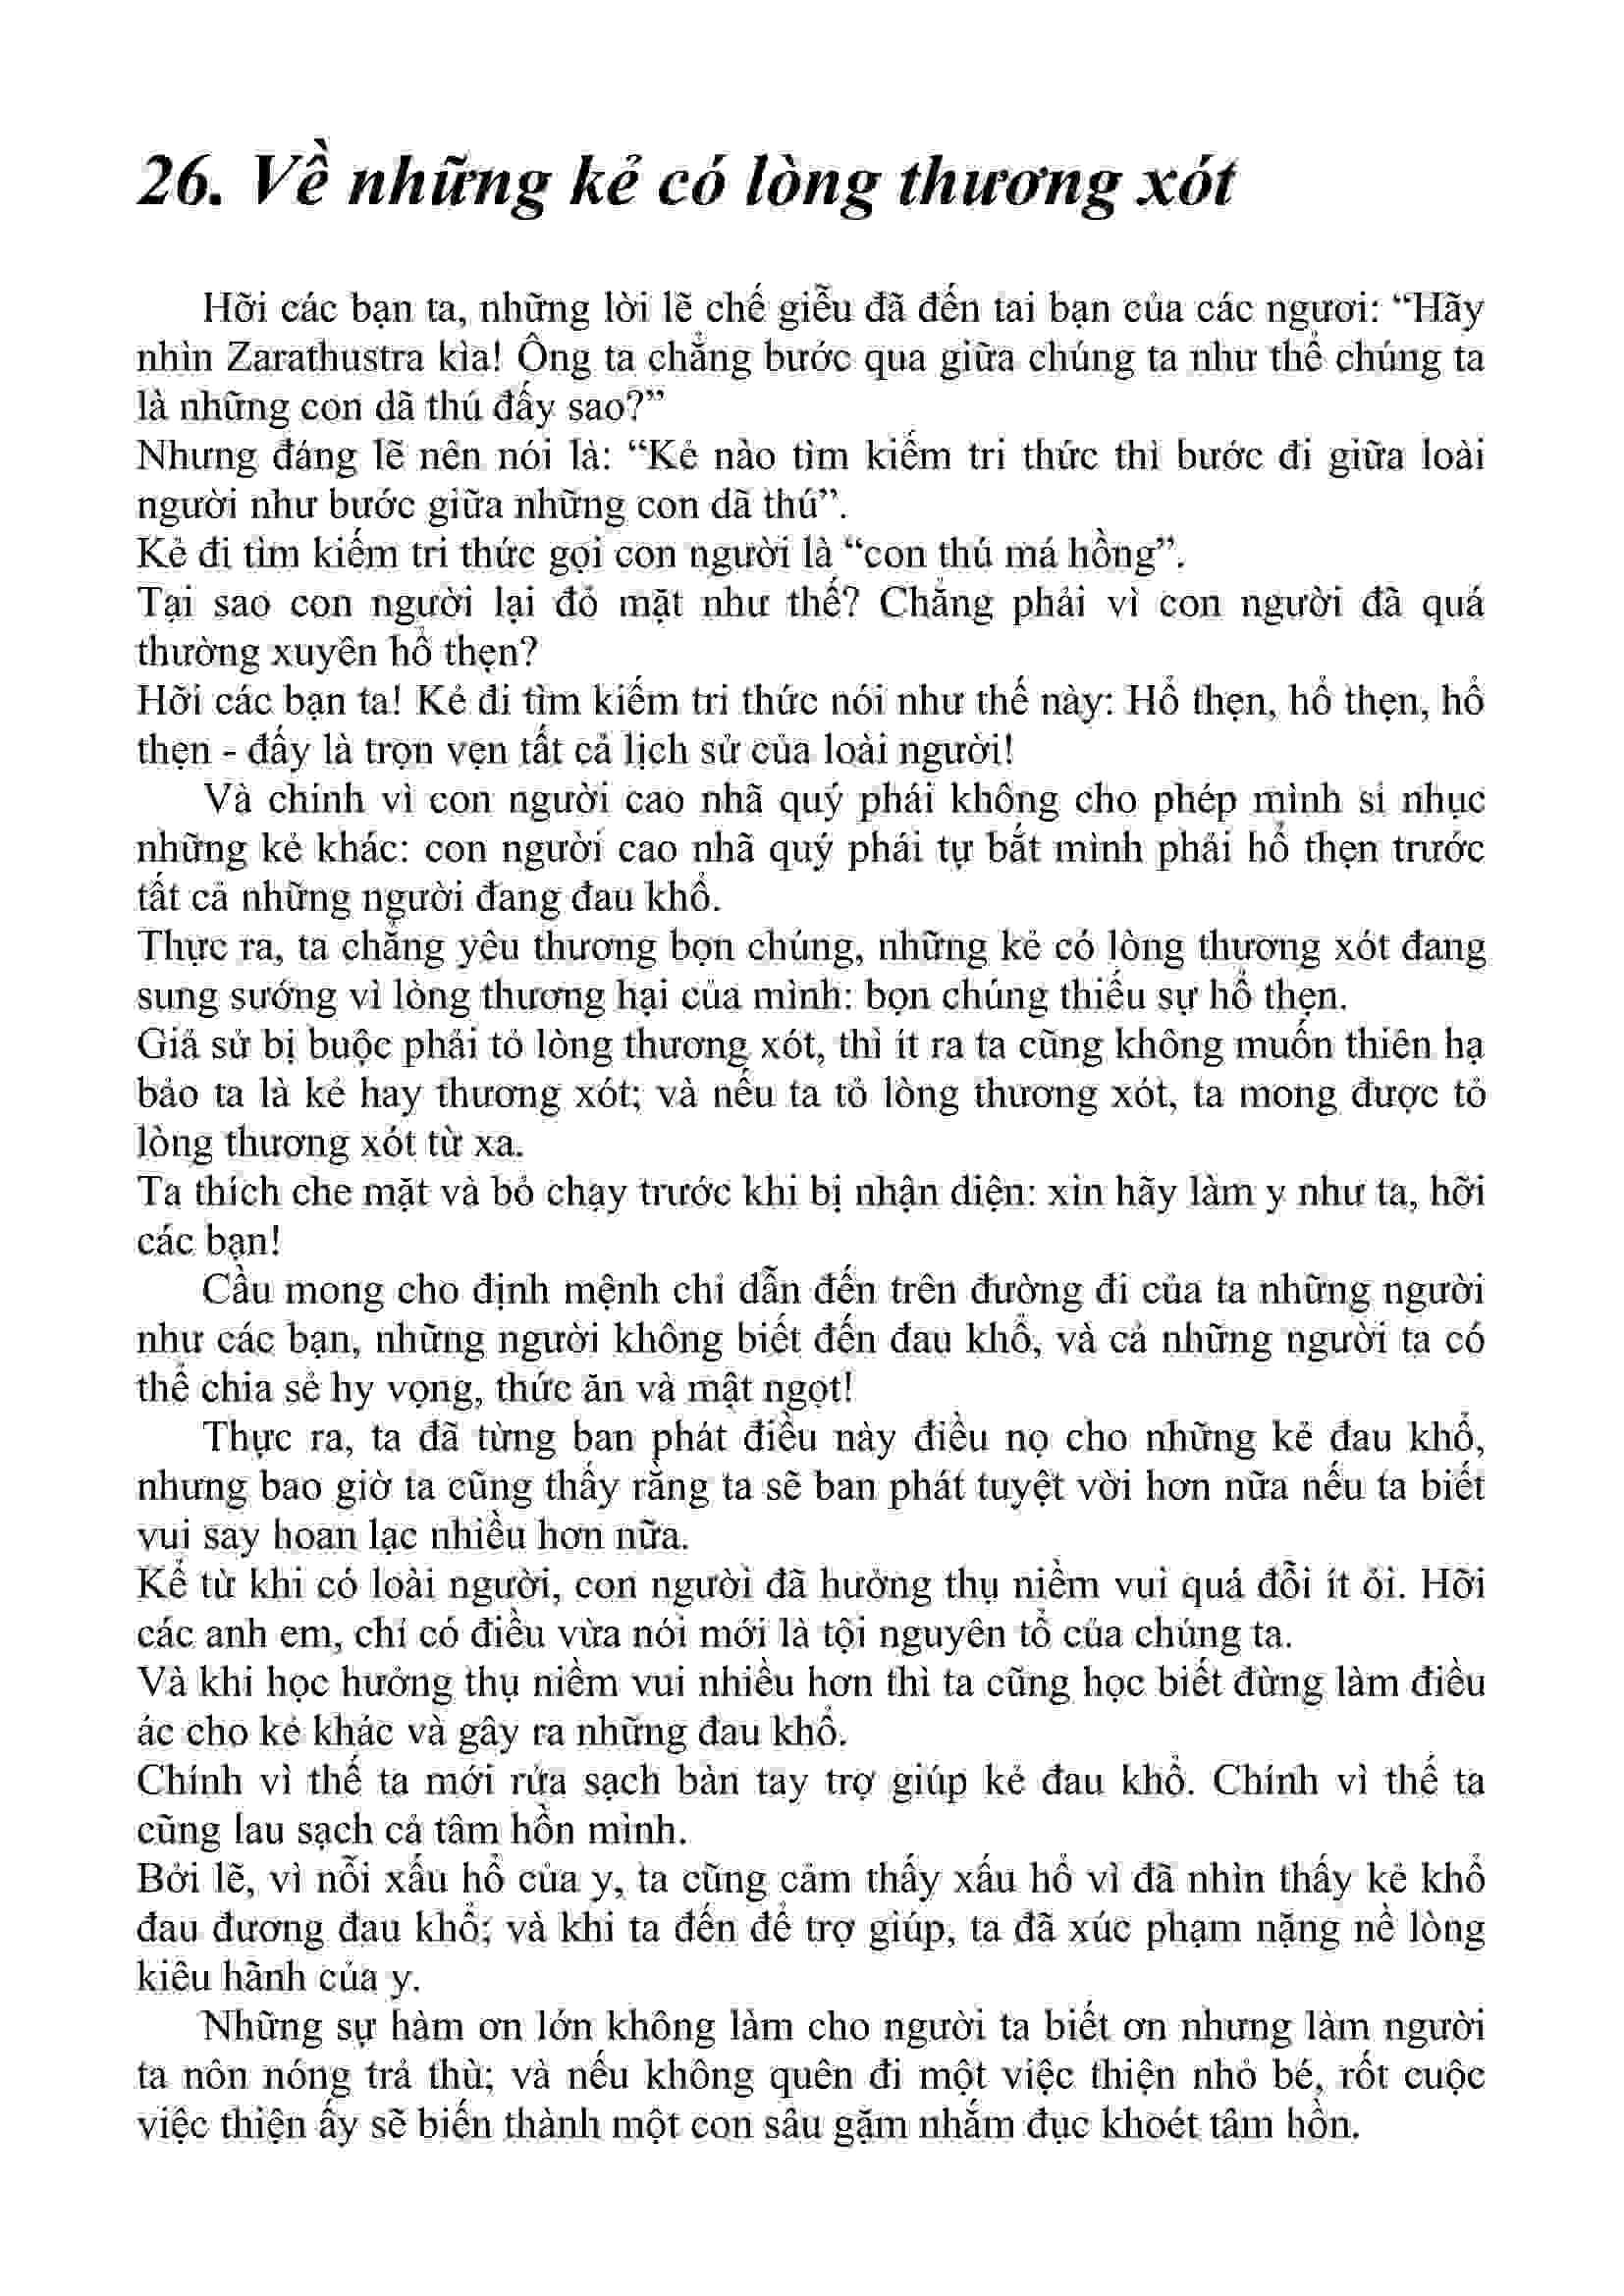 26. Về những kẻ có lòng thương xót
Hỡi các bạn ta, những lời lẽ chế giễu đã đến tai bạn của các ngươi: “Hãy
nhìn Zarathustra kìa! Ông ta chẳng bước qua giữa chúng ta như thể chúng ta
là những con dã thú đấy sao?”
Nhưng đáng lẽ nên nói là: “Kẻ nào tìm kiếm tri thức thì bước đi giữa loài
người như bước giữa những con dã thú”.
Kẻ đi tìm kiếm tri thức gọi con người là “con thú má hồng”.
Tại sao con người lại đỏ mặt như thế? Chẳng phải vì con người đã quá
thường xuyên hổ thẹn?
Hỡi các bạn ta! Kẻ đi tìm kiếm tri thức nói như thế này: Hổ thẹn, hổ thẹn, hổ
thẹn - đấy là trọn vẹn tất cả lịch sử của loài người!
Và chính vì con người cao nhã quý phái không cho phép mình sỉ nhục
những kẻ khác: con người cao nhã quý phái tự bắt mình phải hổ thẹn trước
tất cả những người đang đau khổ.
Thực ra, ta chẳng yêu thương bọn chúng, những kẻ có lòng thương xót đang
sung sướng vì lòng thương hại của mình: bọn chúng thiếu sự hổ thẹn.
Giả sử bị buộc phải tỏ lòng thương xót, thì ít ra ta cũng không muốn thiên hạ
bảo ta là kẻ hay thương xót; và nếu ta tỏ lòng thương xót, ta mong được tỏ
lòng thương xót từ xa.
Ta thích che mặt và bỏ chạy trước khi bị nhận diện: xin hãy làm y như ta, hỡi
các bạn!
Cầu mong cho định mệnh chỉ dẫn đến trên đường đi của ta những người
như các bạn, những người không biết đến đau khổ, và cả những người ta có
thể chia sẻ hy vọng, thức ăn và mật ngọt!
Thực ra, ta đã từng ban phát điều này điều nọ cho những kẻ đau khổ,
nhưng bao giờ ta cũng thấy rằng ta sẽ ban phát tuyệt vời hơn nữa nếu ta biết
vui say hoan lạc nhiều hơn nữa.
Kể từ khi có loài người, con người đã hưởng thụ niềm vui quá đỗi ít ỏi. Hỡi
các anh em, chỉ có điều vừa nói mới là tội nguyên tổ của chúng ta.
Và khi học hưởng thụ niềm vui nhiều hơn thì ta cũng học biết đừng làm điều
ác cho kẻ khác và gây ra những đau khổ.
Chính vì thế ta mới rửa sạch bàn tay trợ giúp kẻ đau khổ. Chính vì thế ta
cũng lau sạch cả tâm hồn mình.
Bởi lẽ, vì nỗi xấu hổ của y, ta cũng cảm thấy xấu hổ vì đã nhìn thấy kẻ khổ
đau đương đau khổ; và khi ta đến để trợ giúp, ta đã xúc phạm nặng nề lòng
kiêu hãnh của y.
Những sự hàm ơn lớn không làm cho người ta biết ơn nhưng làm người
ta nôn nóng trả thù; và nếu không quên đi một việc thiện nhỏ bé, rốt cuộc
việc thiện ấy sẽ biến thành một con sâu gặm nhắm đục khoét tâm hồn.